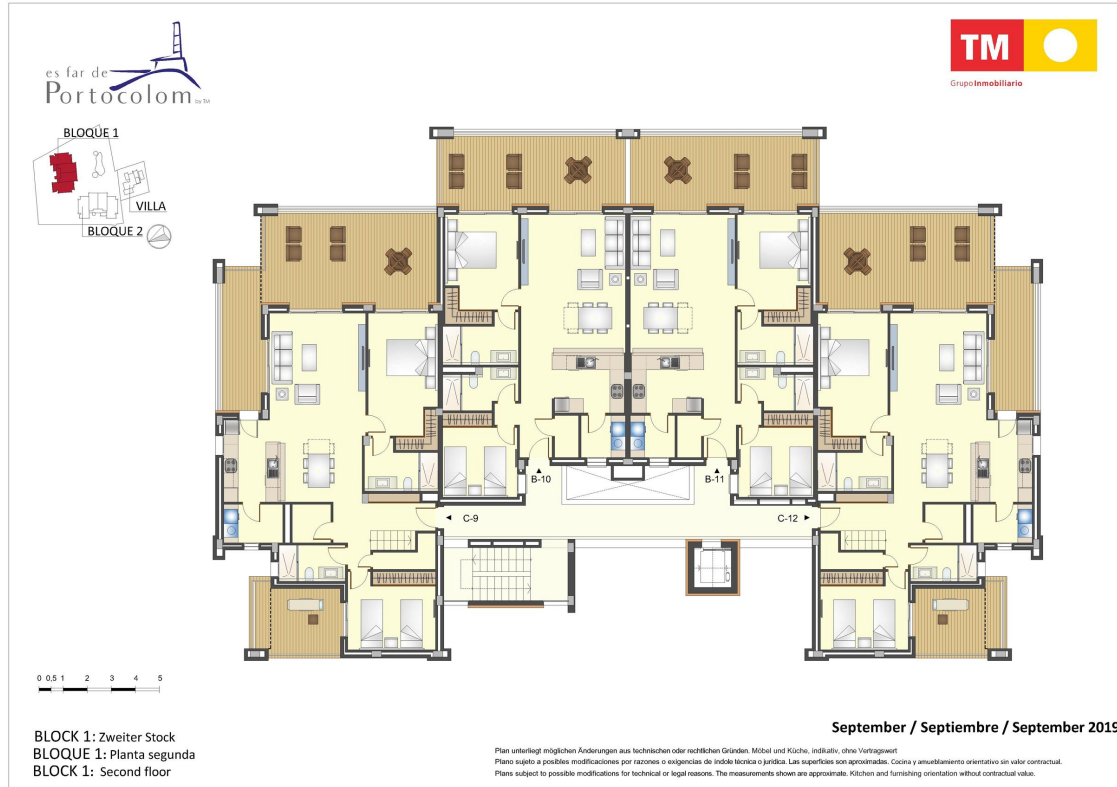 es far de
Portocolom by TM
TM
GrupoInmobiliario
BLOQUE 1
VILLA
BLOQUE 2
B-10
B-11
C-9
C-12
0 0,5 1 2 3 4 5
BLOCK 1: Zweiter Stock
BLOQUE 1: Planta segunda
BLOCK 1: Second floor
September / Septiembre / September 2019
Plan unterliegt möglichen Änderungen aus technischen oder rechtlichen Gründen. Möbel und Küche, indikativ, ohne Vertragswert
Plano sujeto a posibles modificaciones por razones o exigencias de índole técnica o jurídica. Las superficies son aproximadas. Cocina y amueblamiento orientativo sin valor contractual.
Plans subject to possible modifications for technical or legal reasons. The measurements shown are approximate. Kitchen and furnishing orientation without contractual value.